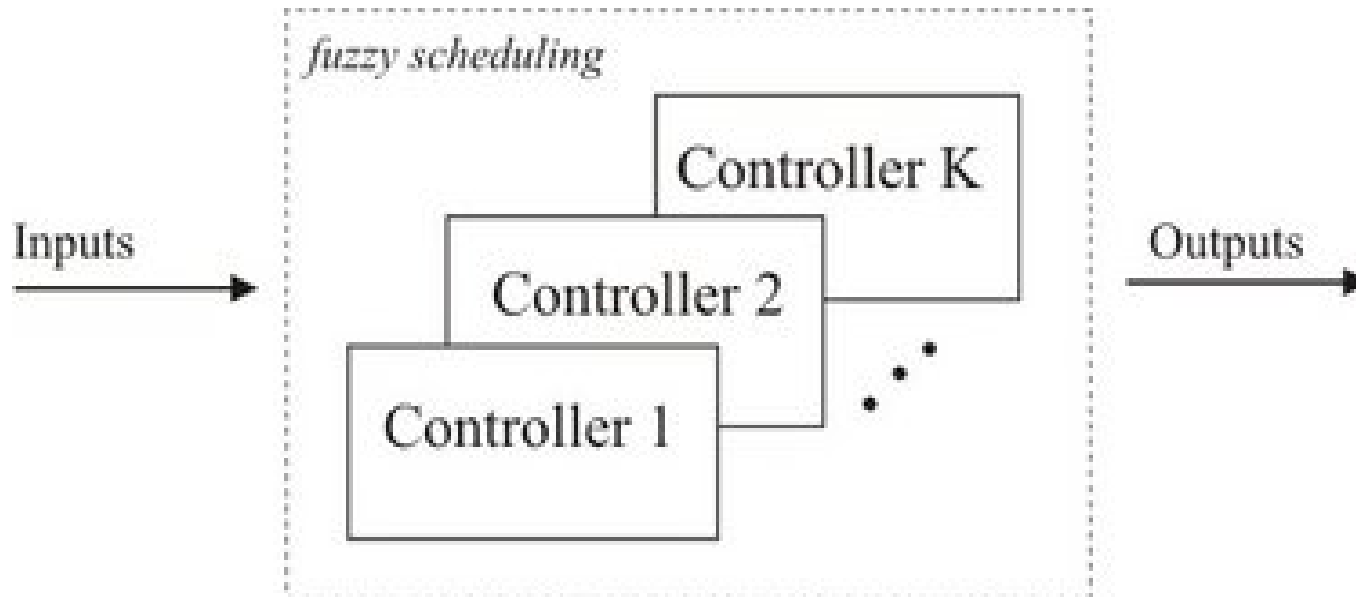 fuzzy scheduling
Controller K
Inputs
Outputs
Controller 2
Controller 1